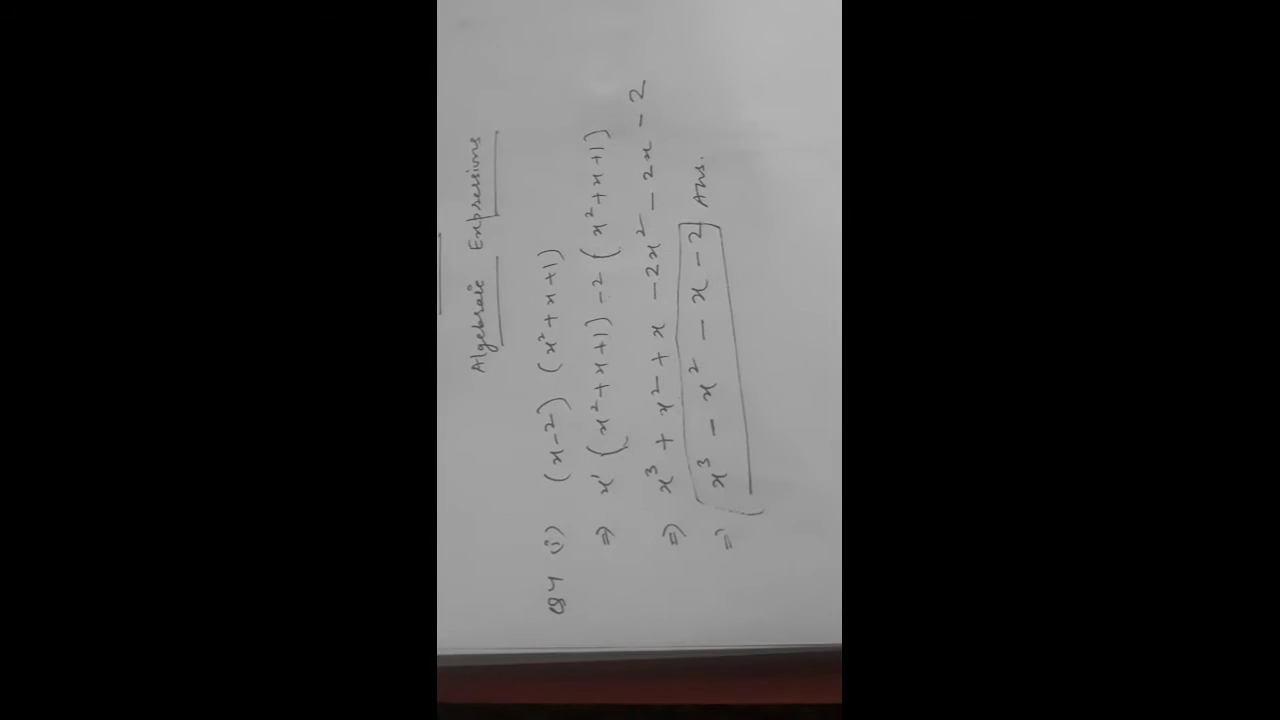 Algebraic Expressions
Q4 (i) (x-2) (x²+x+1)
⇒ x' (x²+x+1) -2 (x²+x+1)
⇒ x³ + x² + x -2x² - 2x - 2
⇒ x³ - x² - x - 2 Ans.